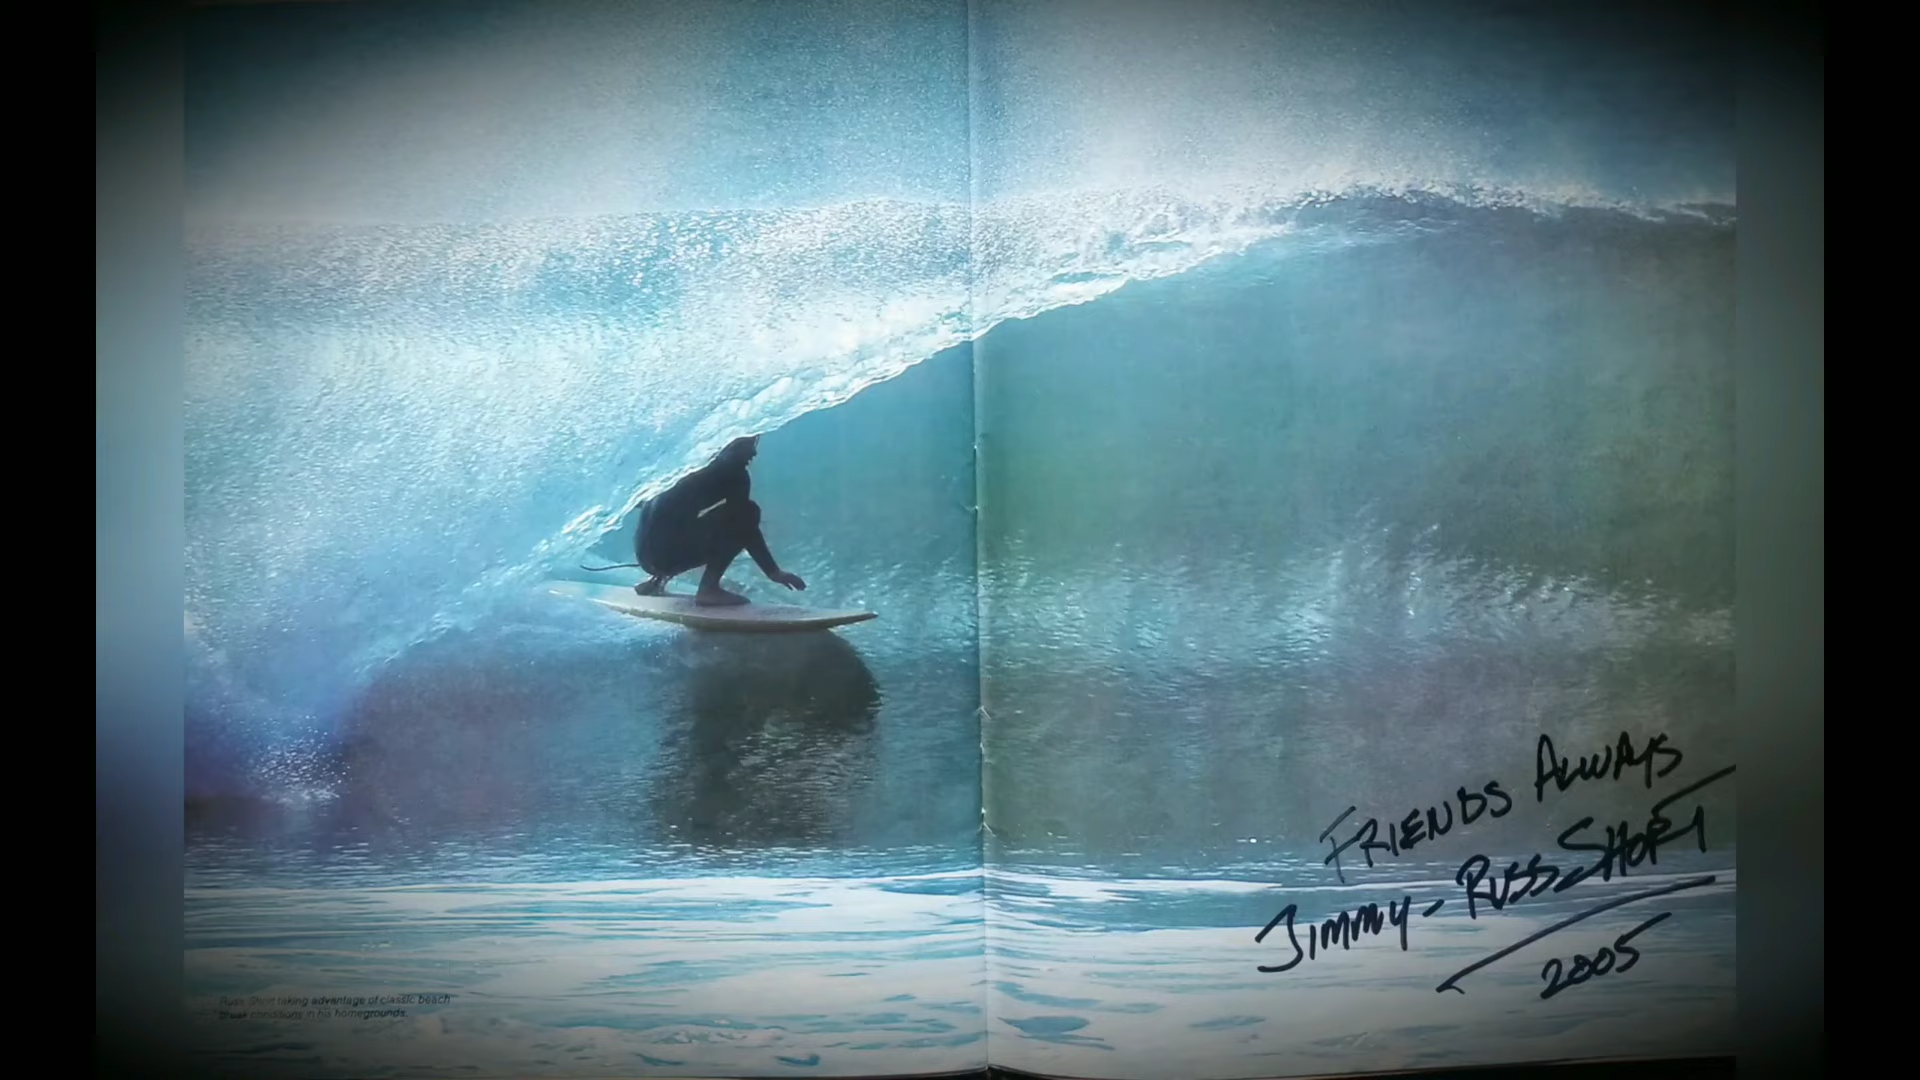 FRIENDS ALWAYS
JIMMY - RUSS SHORT
2005
Russ Short taking advantage of classic beach
break conditions in his homegrounds.